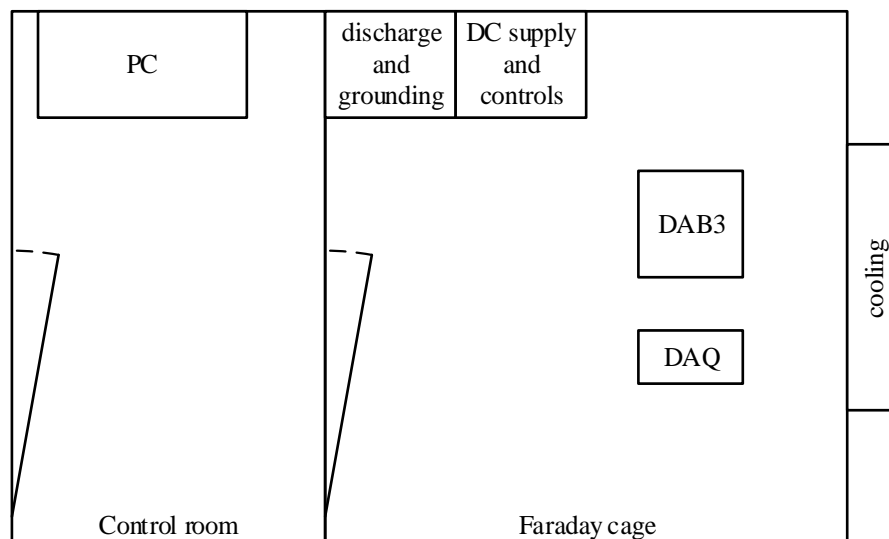 PC
discharge
and
grounding
DC supply
and
controls
DAB3
cooling
DAQ
Control room
Faraday cage